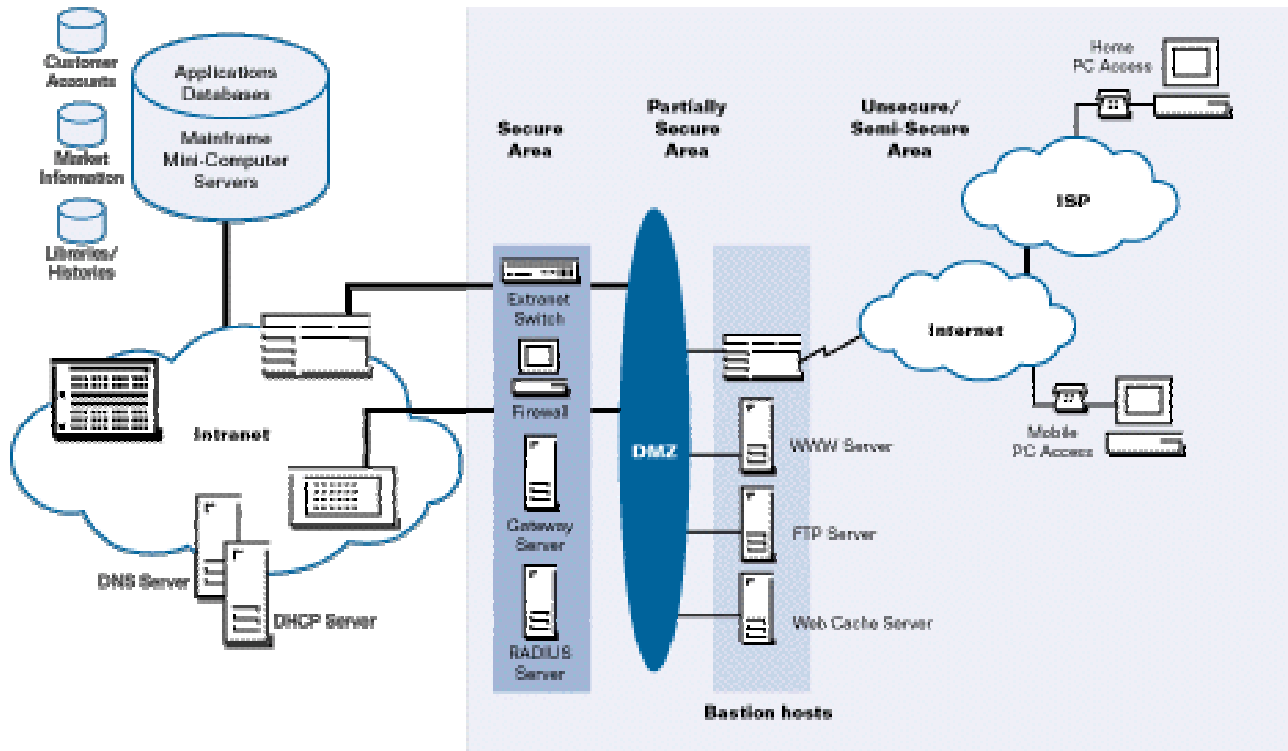 Customer
Accounts
Market
Information
Libraries/
Histories
Applications
Databases
Mainframe
Mini-Computer
Servers
Intranet
DNS Server
DHCP Server
Secure
Area
Extranet
Switch
Firewall
Gateway
Server
RADIUS
Server
Partially
Secure
Area
DMZ
Unsecure/
Semi-Secure
Area
WWW Server
FTP Server
Web Cache Server
Bastion hosts
Home
PC Access
ISP
Internet
Mobile
PC Access